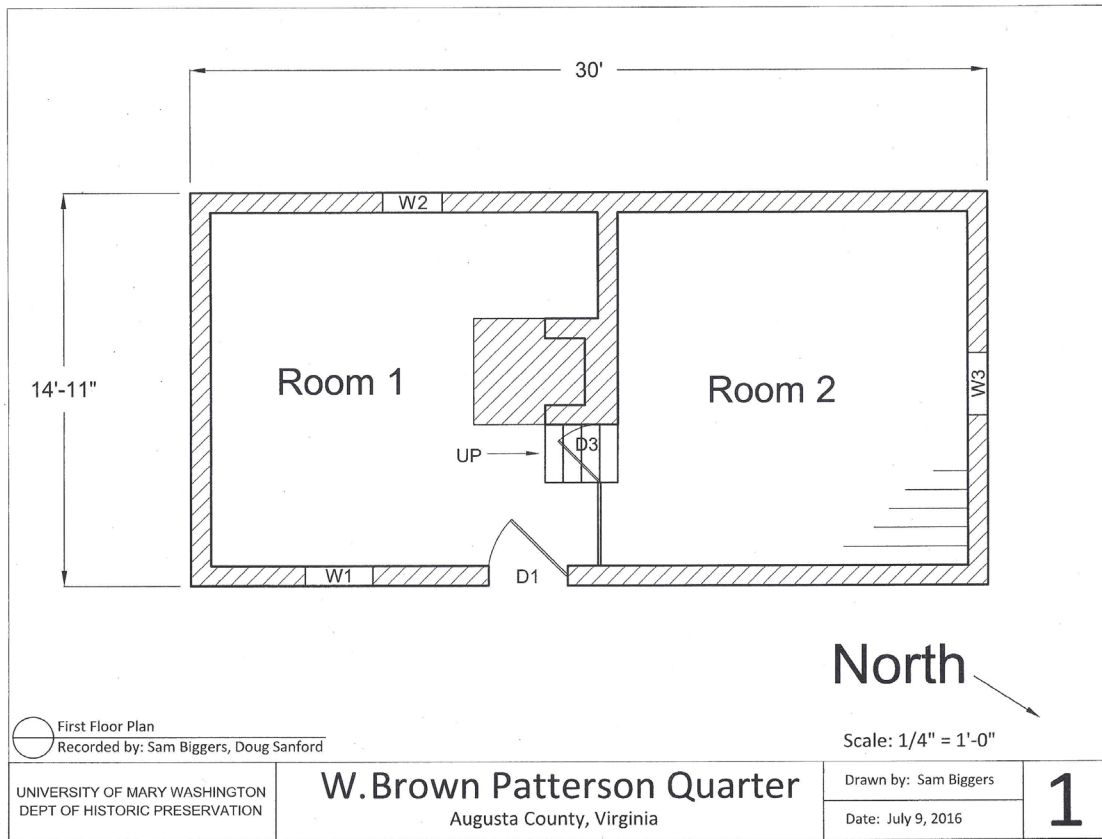 30'
W2
14'-11"
Room 1
Room 2
W3
UP
D3
W1
D1
North
First Floor Plan
Recorded by: Sam Biggers, Doug Sanford
Scale: 1/4" = 1'-0"
UNIVERSITY OF MARY WASHINGTON
DEPT OF HISTORIC PRESERVATION
W.Brown Patterson Quarter
Augusta County, Virginia
Drawn by: Sam Biggers
Date: July 9, 2016
1